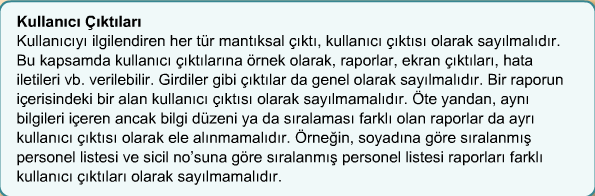 Kullanıcı Çıktıları
Kullanıcıyı ilgilendiren her tür mantıksal çıktı, kullanıcı çıktısı olarak sayılmalıdır.
Bu kapsamda kullanıcı çıktılarına örnek olarak, raporlar, ekran çıktıları, hata
iletileri vb. verilebilir. Girdiler gibi çıktılar da genel olarak sayılmalıdır. Bir raporun
içerisindeki bir alan kullanıcı çıktısı olarak sayılmamalıdır. Öte yandan, aynı
bilgileri içeren ancak bilgi düzeni ya da sıralaması farklı olan raporlar da ayrı
kullanıcı çıktısı olarak ele alınmamalıdır. Örneğin, soyadına göre sıralanmış
personel listesi ve sicil no’suna göre sıralanmış personel listesi raporları farklı
kullanıcı çıktıları olarak sayılmamalıdır.